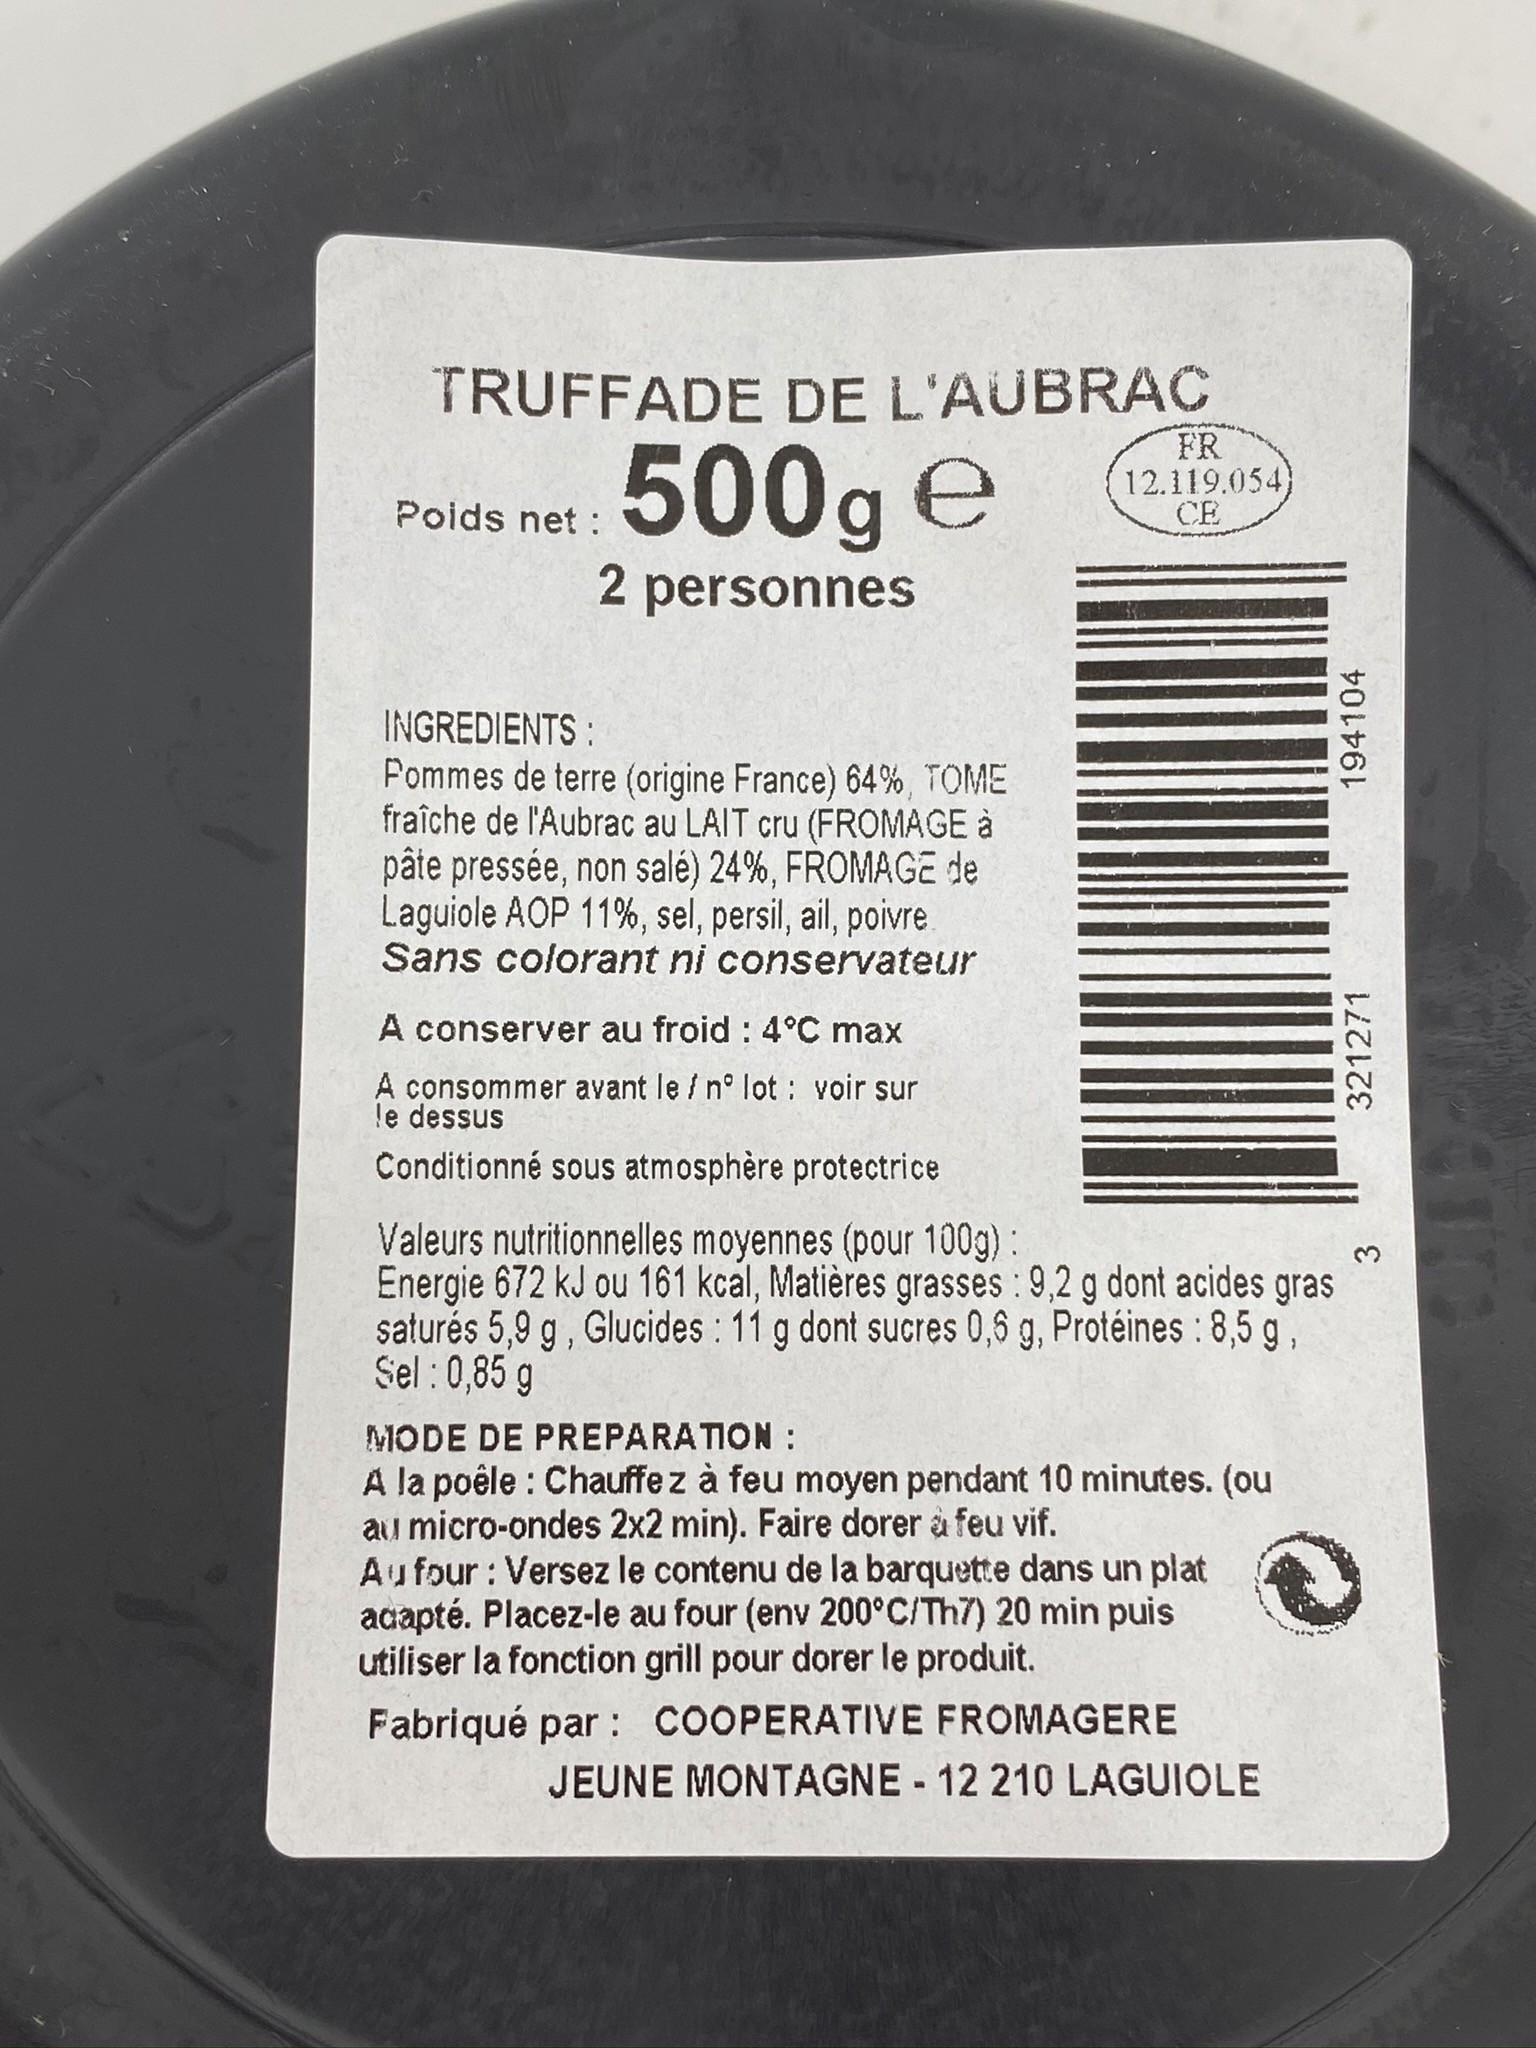 TRUFFADE DE L'AUBRAC
Poids net : 500g e
2 personnes
FR
12.119.054
CE
INGREDIENTS :
Pommes de terre (origine France) 64%, TOME
fraîche de l'Aubrac au LAIT cru (FROMAGE à
pâte pressée, non salé) 24%, FROMAGE de
Laguiole AOP 11%, sel, persil, ail, poivre.
Sans colorant ni conservateur
A conserver au froid : 4°C max
A consommer avant le / n° lot : voir sur
le dessus
Conditionné sous atmosphère protectrice
3 321271 194104
Valeurs nutritionnelles moyennes (pour 100g) :
Energie 672 kJ ou 161 kcal, Matières grasses : 9,2 g dont acides gras
saturés 5,9 g , Glucides : 11 g dont sucres 0,6 g, Protéines : 8,5 g ,
Sel : 0,85 g
MODE DE PREPARATION :
A la poêle : Chauffez à feu moyen pendant 10 minutes. (ou
au micro-ondes 2x2 min). Faire dorer à feu vif.
Au four : Versez le contenu de la barquette dans un plat
adapté. Placez-le au four (env 200°C/Th7) 20 min puis
utiliser la fonction grill pour dorer le produit.
Fabriqué par : COOPERATIVE FROMAGERE
JEUNE MONTAGNE - 12 210 LAGUIOLE